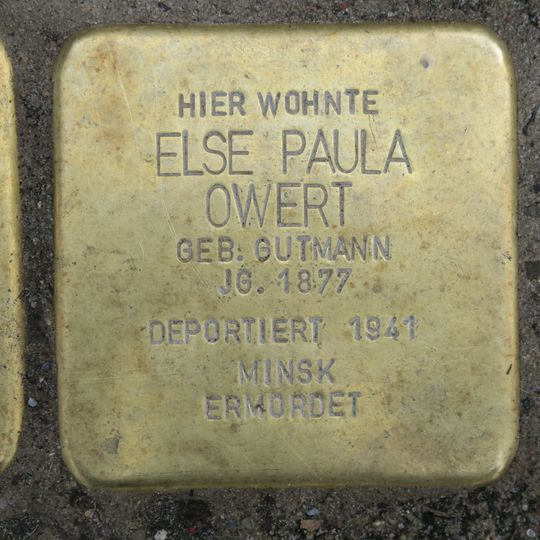 HIER WOHNTE
ELSE PAULA
OWERT
GEB. GUTMANN
JG. 1877
DEPORTIERT 1941
MINSK
ERMORDET